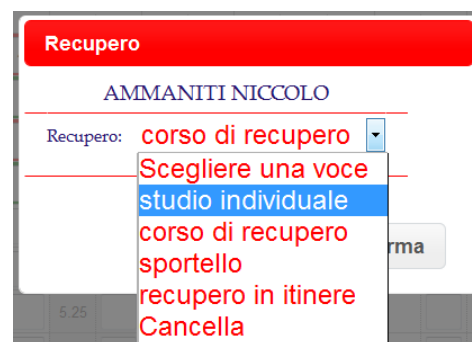 Recupero
AMMANITI NICCOLO
Recupero: corso di recupero
Scegliere una voce
studio individuale
corso di recupero
rma
sportello
recupero in itinere
5.25
Cancella